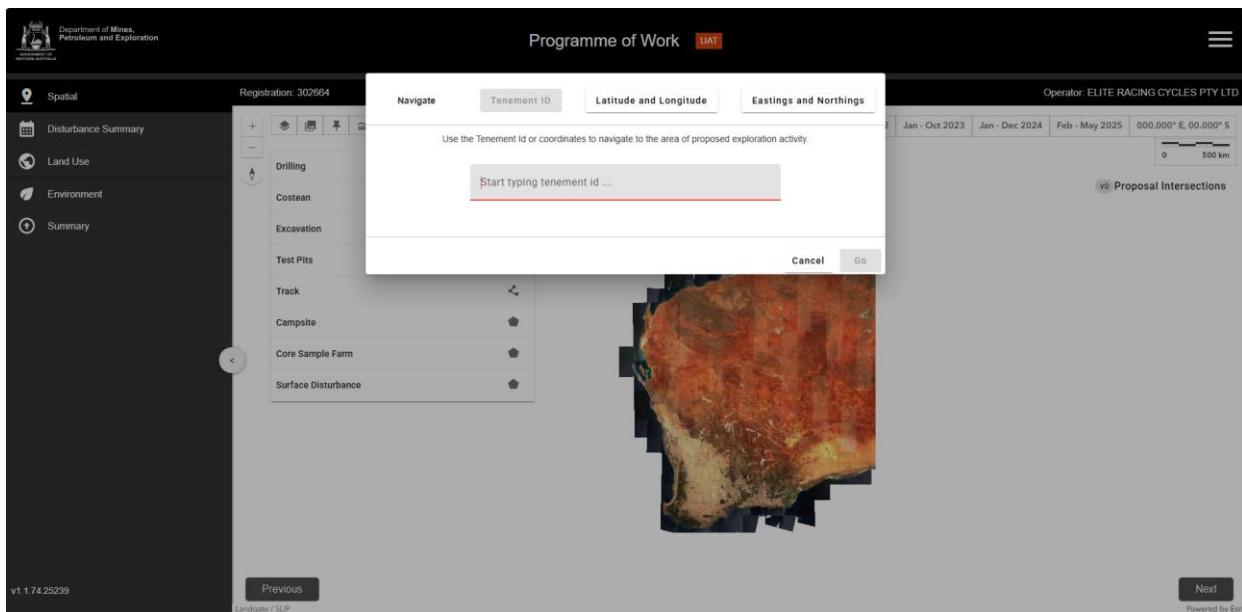 Department of Mines,
Petroleum and Exploration
GOVERNMENT OF
WESTERN AUSTRALIA
Programme of Work UAT
Spatial
Disturbance Summary
Land Use
Environment
Summary
v1.1.74.25239
Registration: 302664
Operator: ELITE RACING CYCLES PTY LTD
Navigate
Tenement ID
Latitude and Longitude
Eastings and Northings
Use the Tenement Id or coordinates to navigate to the area of proposed exploration activity.
Start typing tenement id ...
Cancel
Go
2
Jan - Oct 2023
Jan - Dec 2024
Feb - May 2025
000.000° E, 00.000° S
0 500 km
v0 Proposal Intersections
+
−
Drilling
Costean
Excavation
Test Pits
Track
Campsite
Core Sample Farm
Surface Disturbance
<
Previous
Next
Landgate / SLIP
Powered by Esri